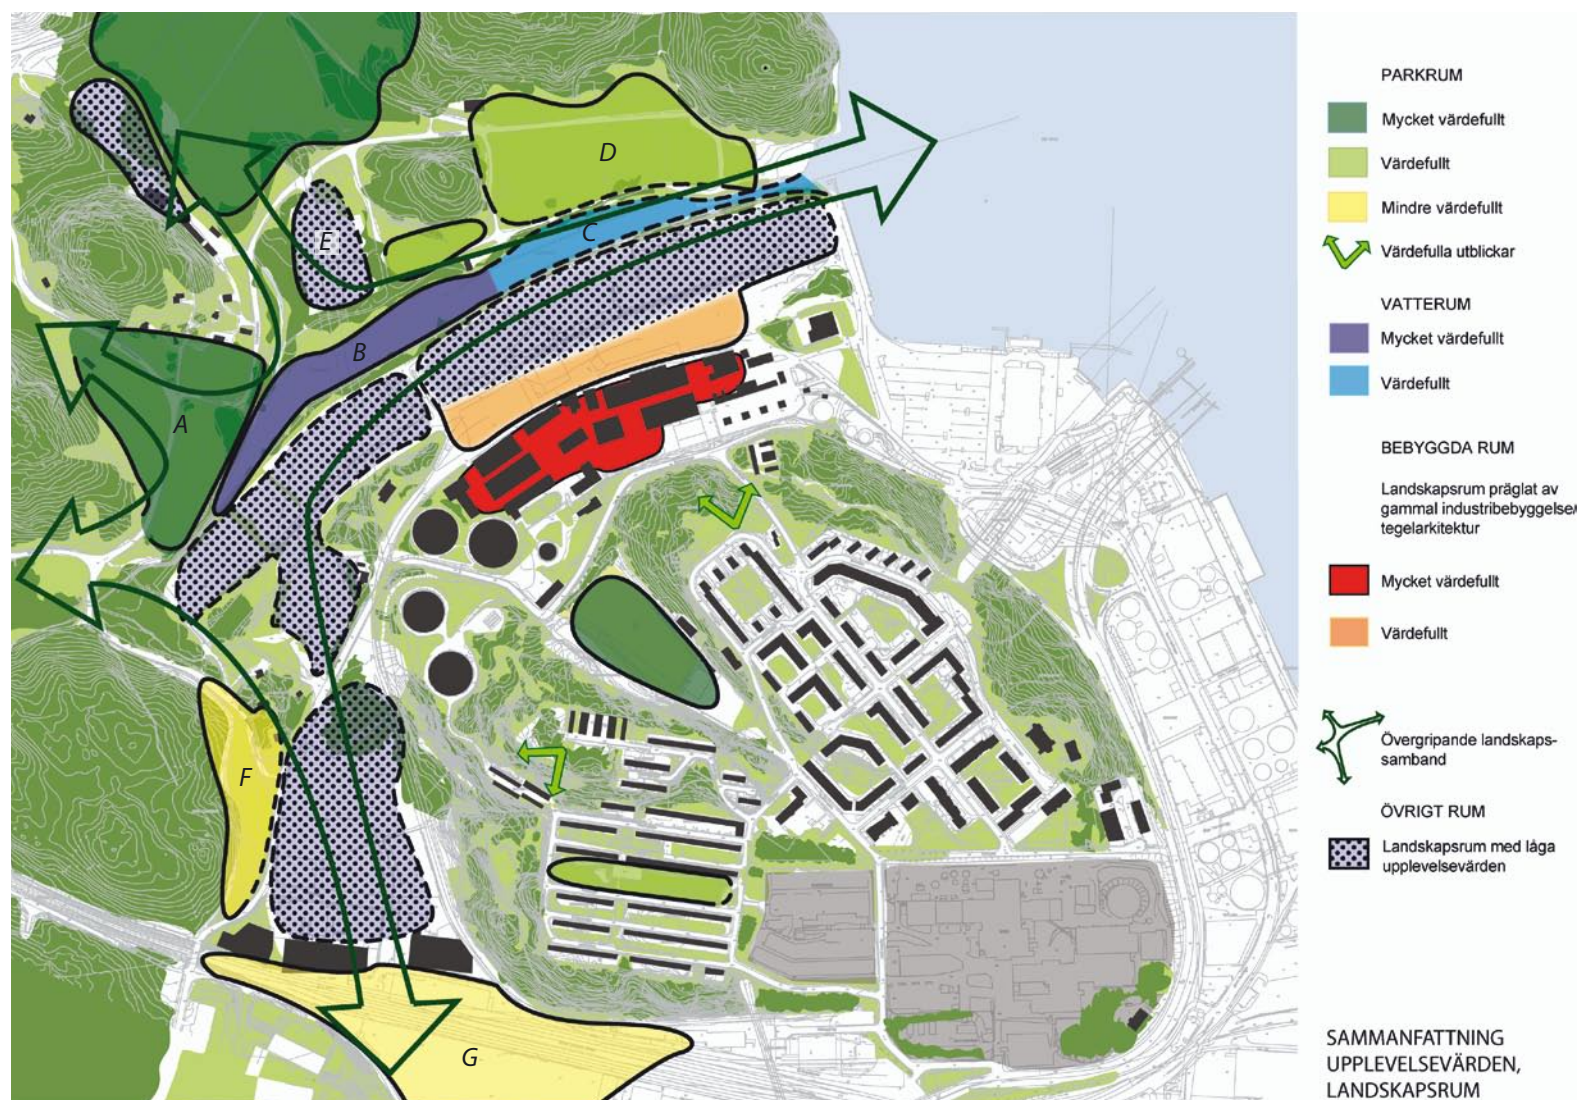 D
C
E
B
A
F
G
PARKRUM
Mycket värdefullt
Värdefullt
Mindre värdefullt
Värdefulla utblickar
VATTERUM
Mycket värdefullt
Värdefullt
BEBYGGDA RUM
Landskapsrum präglat av
gammal industribebyggelse/
tegelarkitektur
Mycket värdefullt
Värdefullt
Övergripande landskaps-
samband
ÖVRIGT RUM
Landskapsrum med låga
upplevelsevärden
SAMMANFATTNING
UPPLEVELSEVÄRDEN,
LANDSKAPSRUM